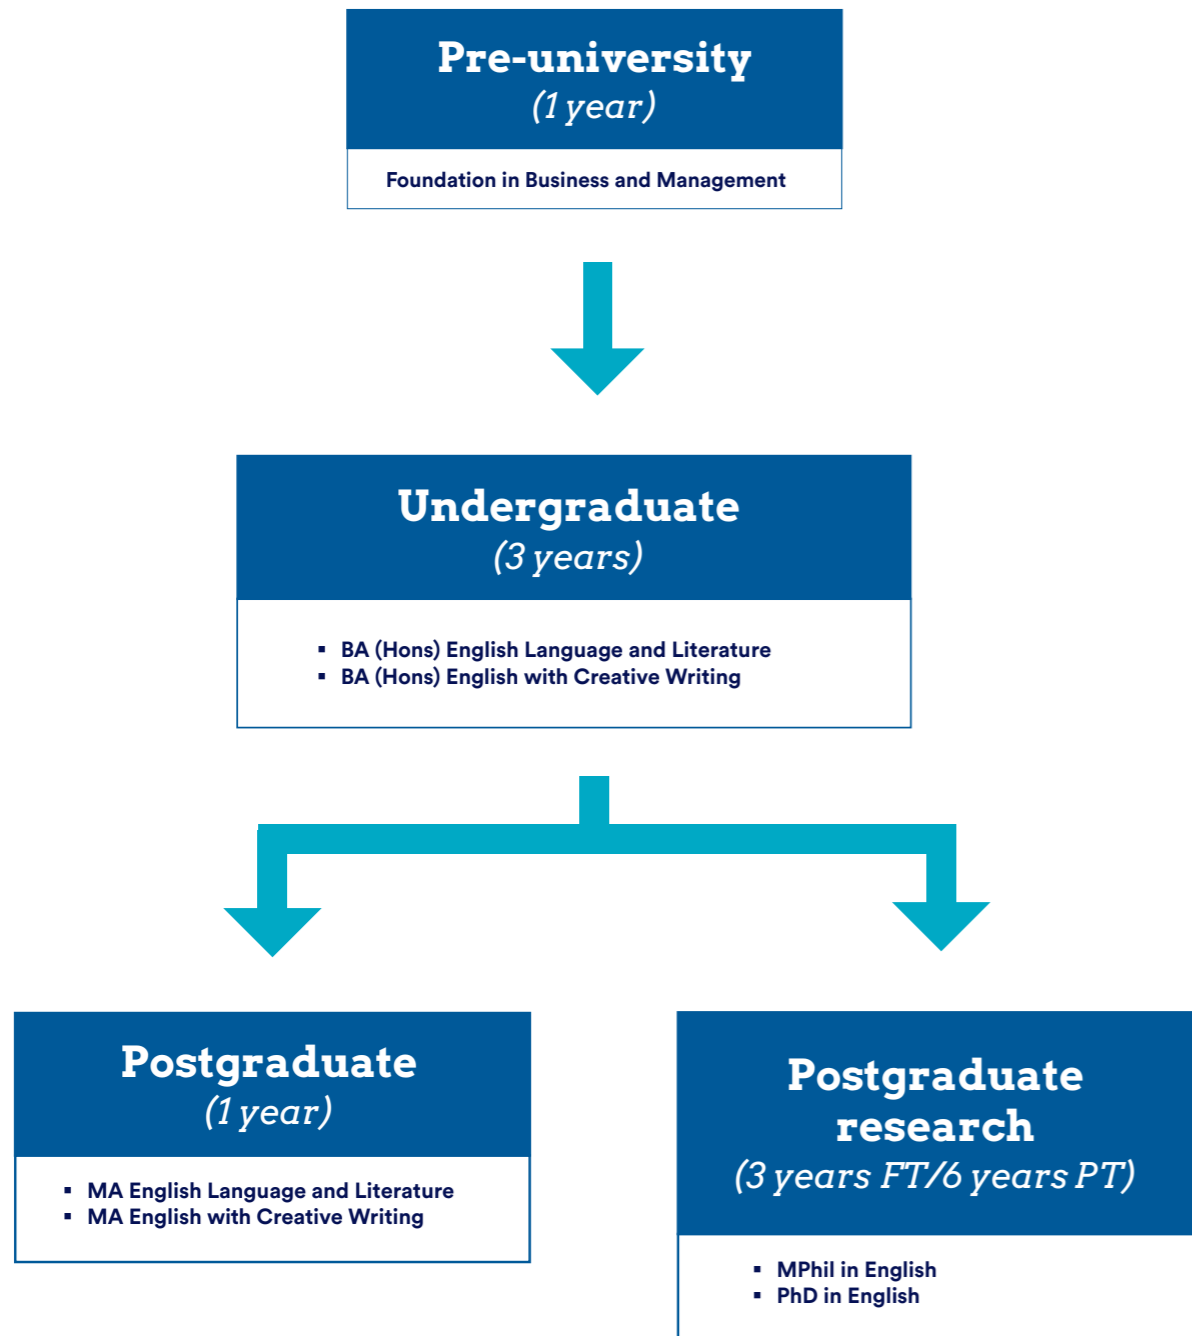 Pre-university
(1 year)
Foundation in Business and Management
Undergraduate
(3 years)
▪ BA (Hons) English Language and Literature
▪ BA (Hons) English with Creative Writing
Postgraduate
(1 year)
▪ MA English Language and Literature
▪ MA English with Creative Writing
Postgraduate
research
(3 years FT/6 years PT)
▪ MPhil in English
▪ PhD in English